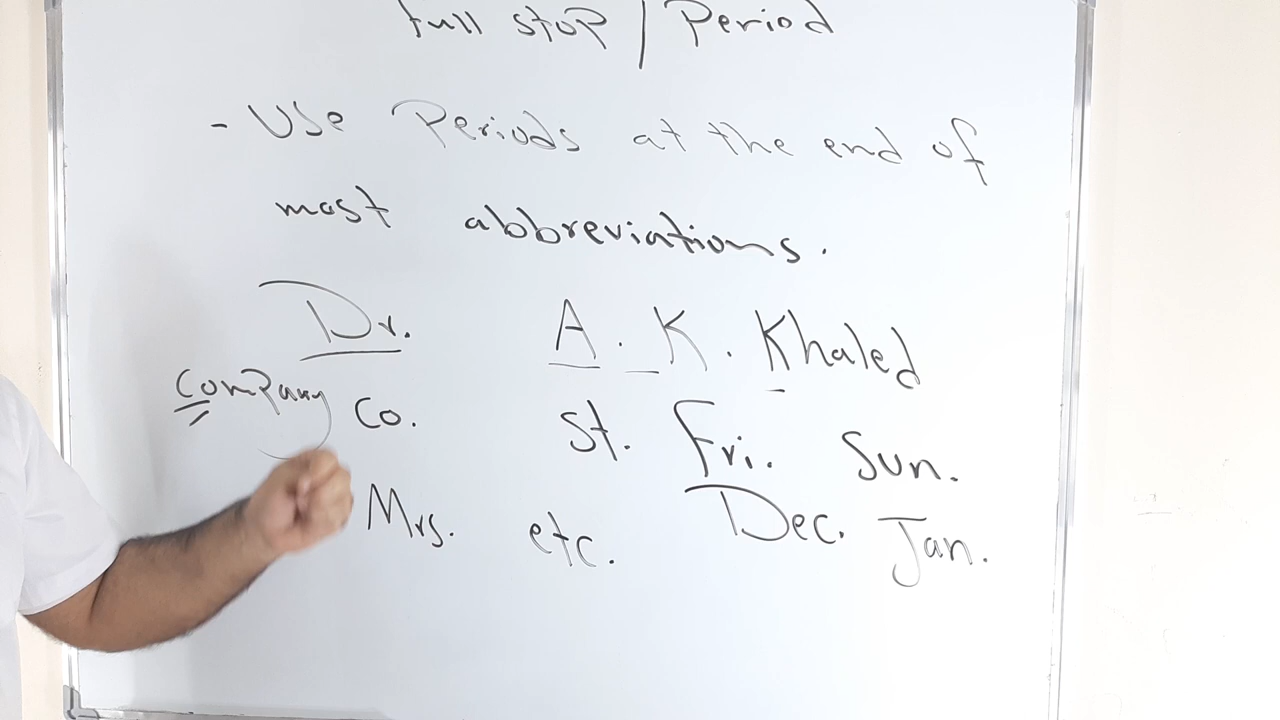 full stop / Period
- Use Periods at the end of
most abbreviations.
Dr. A. K. Khaled
Company Co. St. Fri. Sun.
Mrs. etc. Dec. Jan.